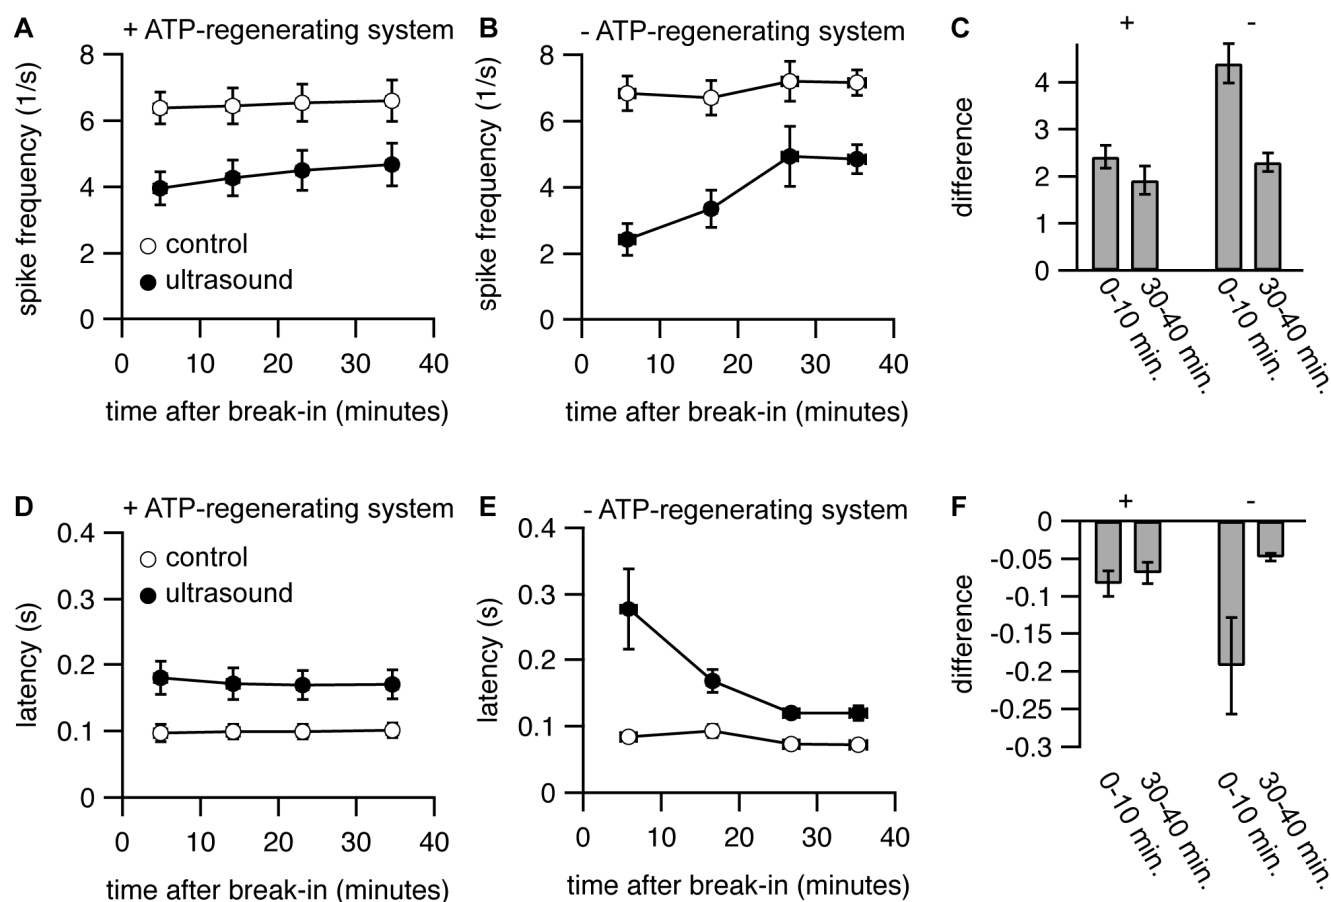 A
+ ATP-regenerating system
spike frequency (1/s)
8
6
4
2
0
control
ultrasound
0 10 20 30 40
time after break-in (minutes)
B
- ATP-regenerating system
spike frequency (1/s)
8
6
4
2
0
0 10 20 30 40
time after break-in (minutes)
C
+ -
difference
4
3
2
1
0
0-10 min.
30-40 min.
0-10 min.
30-40 min.
D
+ ATP-regenerating system
latency (s)
0.4
0.3
0.2
0.1
0
control
ultrasound
0 10 20 30 40
time after break-in (minutes)
E
- ATP-regenerating system
latency (s)
0.4
0.3
0.2
0.1
0
0 10 20 30 40
time after break-in (minutes)
F
+ -
difference
0
-0.05
-0.1
-0.15
-0.2
-0.25
-0.3
0-10 min.
30-40 min.
0-10 min.
30-40 min.